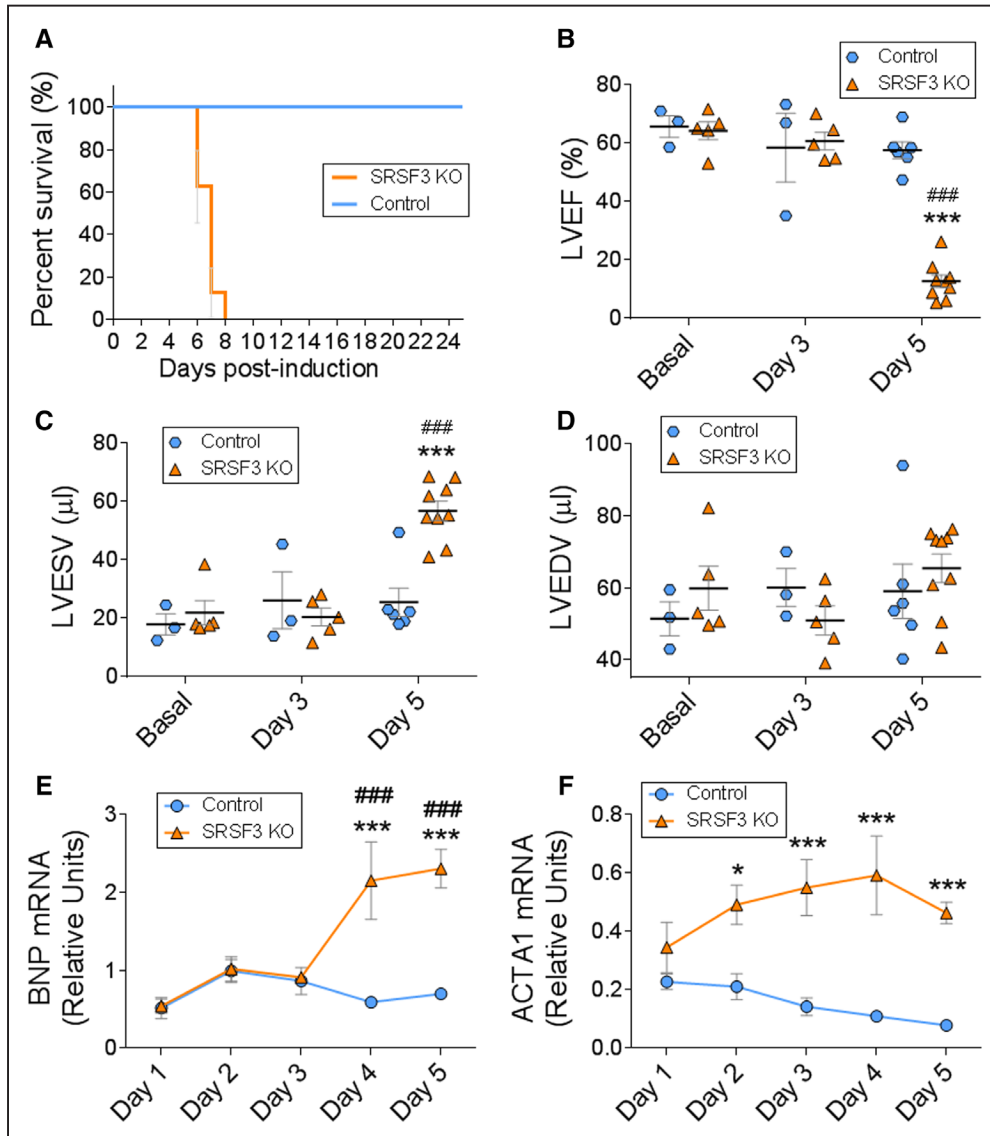 A
Percent survival (%)
100
80
60
40
20
0
SRSF3 KO
Control
0 2 4 6 8 10 12 14 16 18 20 22 24
Days post-induction
B
Control
SRSF3 KO
LVEF (%)
80
60
40
20
0
###
***
Basal
Day 3
Day 5
C
Control
SRSF3 KO
LVESV (µl)
80
60
40
20
0
###
***
Basal
Day 3
Day 5
D
Control
SRSF3 KO
LVEDV (µl)
100
80
60
40
Basal
Day 3
Day 5
E
Control
SRSF3 KO
BNP mRNA
(Relative Units)
3
2
1
0
###
***
###
***
Day 1
Day 2
Day 3
Day 4
Day 5
F
Control
SRSF3 KO
ACTA1 mRNA
(Relative Units)
0.8
0.6
0.4
0.2
0.0
*
***
***
***
Day 1
Day 2
Day 3
Day 4
Day 5